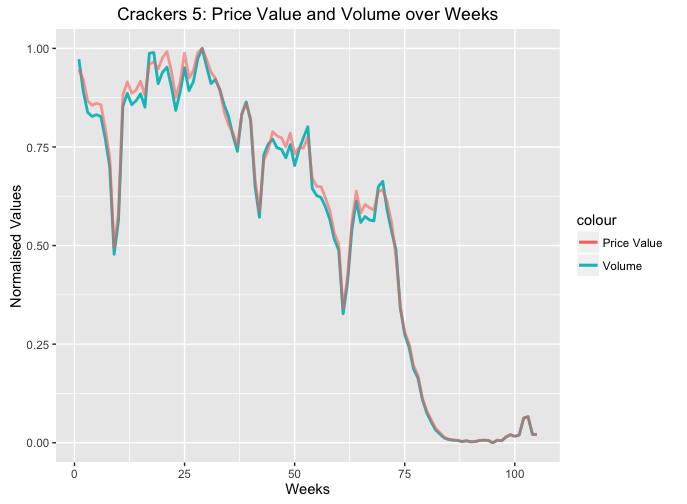 Crackers 5: Price Value and Volume over Weeks
Normalised Values
1.00
0.75
0.50
0.25
0.00
0
25
50
75
100
Weeks
colour
Price Value
Volume